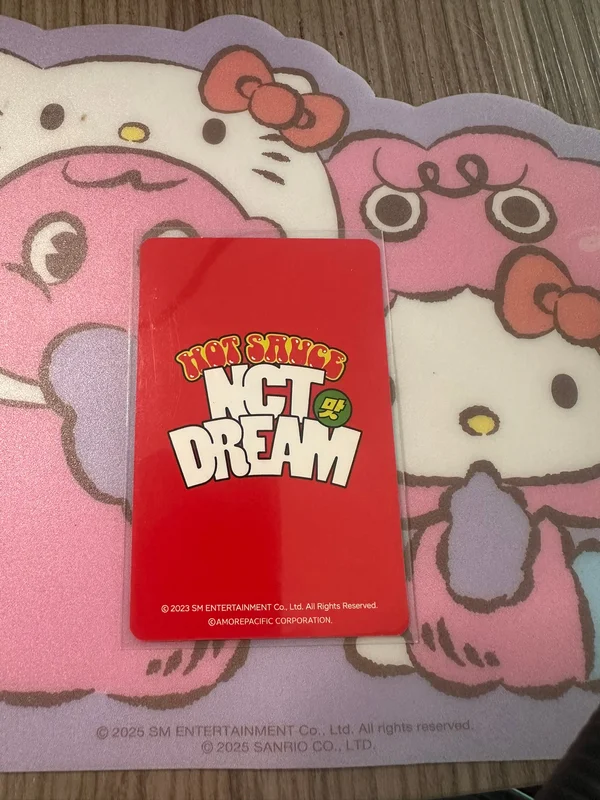 HOT SAUCE
NCT
맛
DREAM
© 2023 SM ENTERTAINMENT Co., Ltd. All Rights Reserved.
©AMOREPACIFIC CORPORATION.
© 2025 SM ENTERTAINMENT Co., Ltd. All rights reserved.
© 2025 SANRIO CO., LTD.